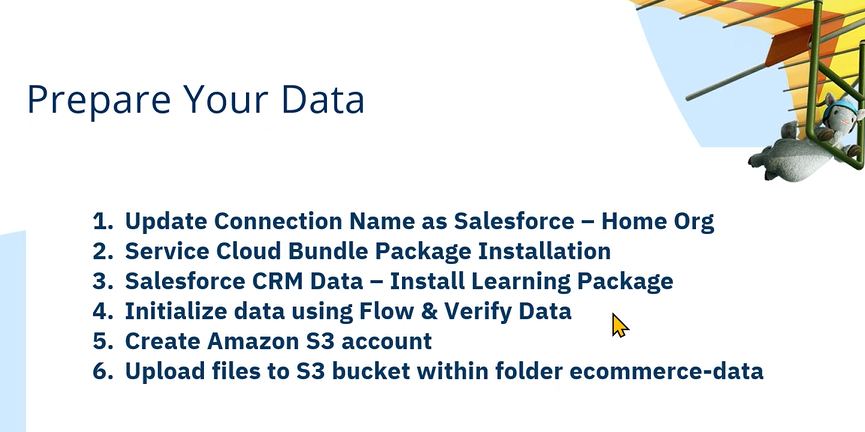 Prepare Your Data
1. Update Connection Name as Salesforce – Home Org
2. Service Cloud Bundle Package Installation
3. Salesforce CRM Data – Install Learning Package
4. Initialize data using Flow & Verify Data
5. Create Amazon S3 account
6. Upload files to S3 bucket within folder ecommerce-data